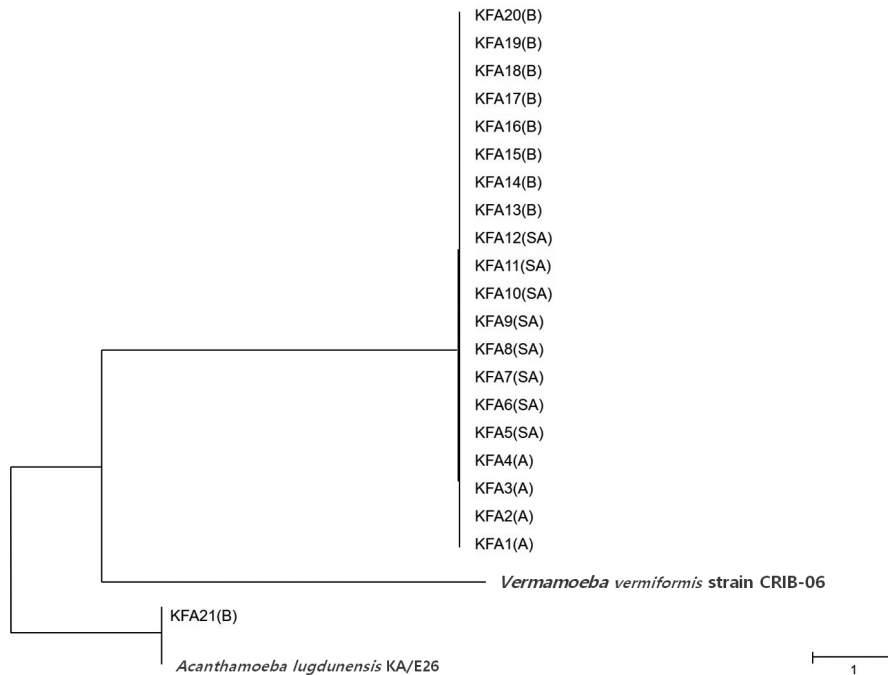 KFA20(B)
KFA19(B)
KFA18(B)
KFA17(B)
KFA16(B)
KFA15(B)
KFA14(B)
KFA13(B)
KFA12(SA)
KFA11(SA)
KFA10(SA)
KFA9(SA)
KFA8(SA)
KFA7(SA)
KFA6(SA)
KFA5(SA)
KFA4(A)
KFA3(A)
KFA2(A)
KFA1(A)
Vermamoeba vermiformis strain CRIB-06
KFA21(B)
Acanthamoeba lugdunensis KA/E26
1